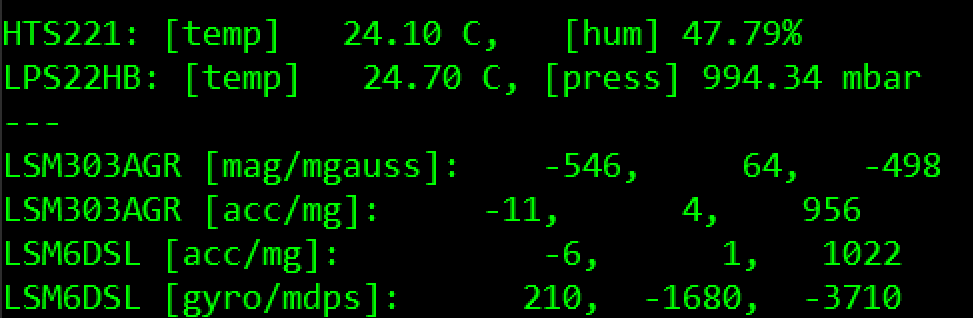 HTS221: [temp]   24.10 C,   [hum] 47.79%
LPS22HB: [temp]   24.70 C, [press] 994.34 mbar
---
LSM303AGR [mag/mgauss]:    -546,     64,   -498
LSM303AGR [acc/mg]:     -11,      4,    956
LSM6DSL [acc/mg]:          -6,      1,   1022
LSM6DSL [gyro/mdps]:      210,  -1680,  -3710